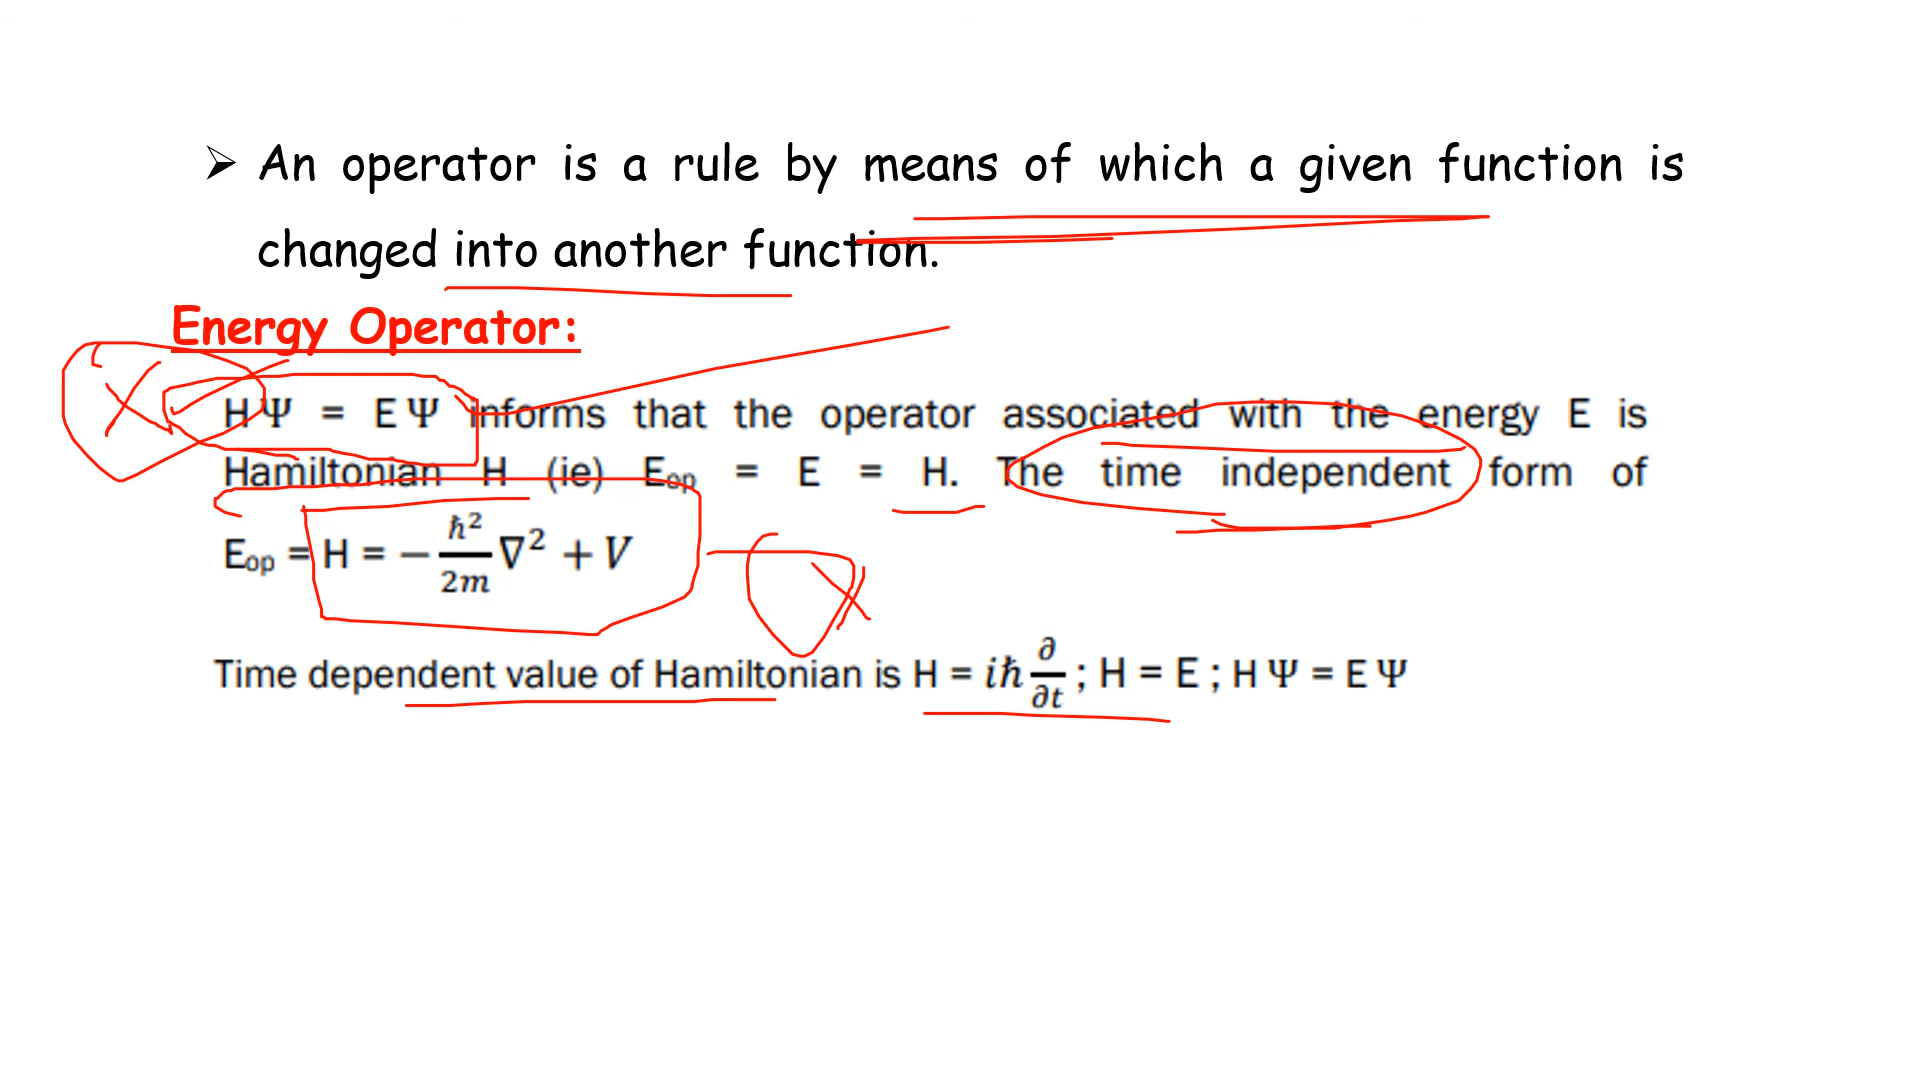 ➢ An operator is a rule by means of which a given function is
changed into another function.
Energy Operator:
H Ψ = E Ψ informs that the operator associated with the energy E is
Hamiltonian H (ie) Eₒₚ = E = H. The time independent form of
Eₒₚ = H = − ℏ²/2m ∇² + V
Time dependent value of Hamiltonian is H = iℏ ∂/∂t ; H = E ; H Ψ = E Ψ